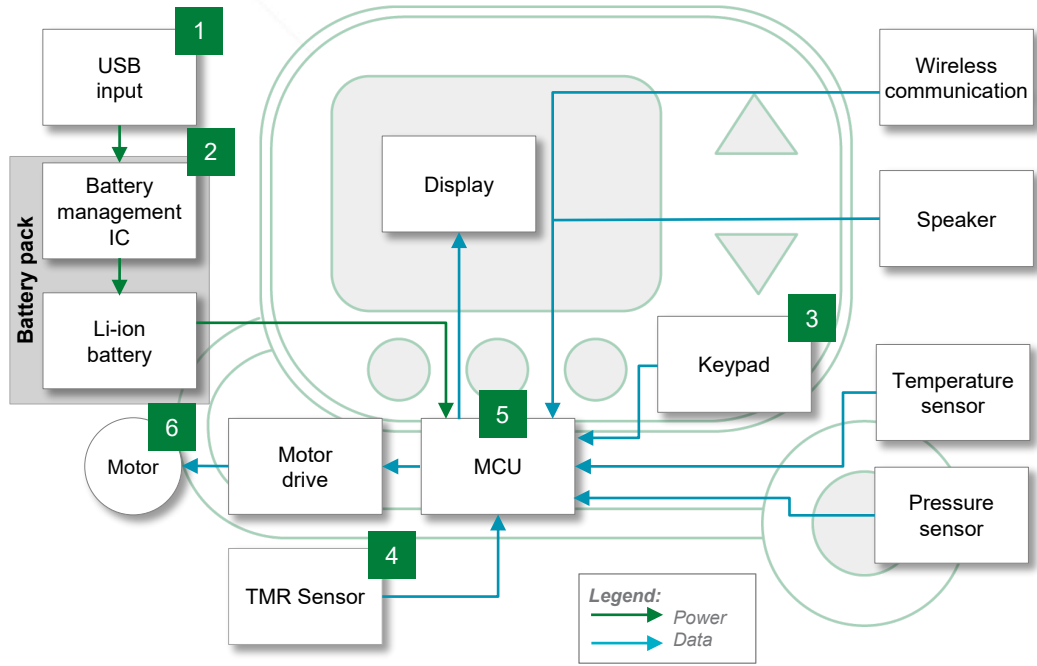 1
USB
input
2
Battery
management
IC
Battery pack
Li-ion
battery
Display
Wireless
communication
Speaker
3
Keypad
Temperature
sensor
Pressure
sensor
5
MCU
Motor
drive
6
Motor
4
TMR Sensor
Legend:
Power
Data